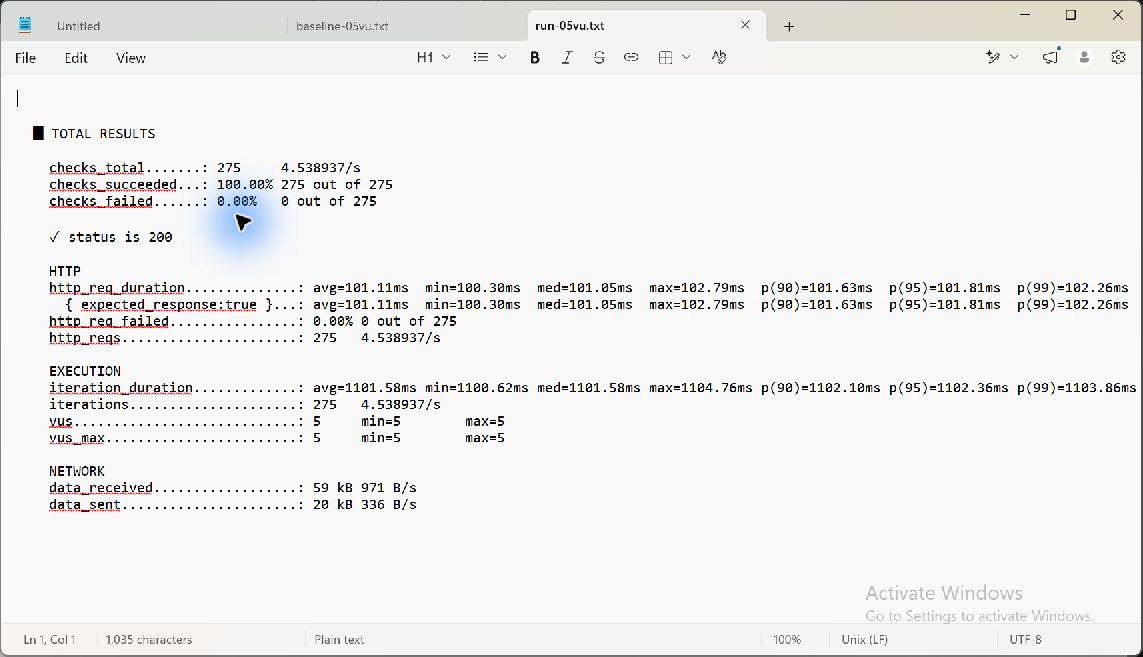 Untitled
baseline-05vu.txt
run-05vu.txt
File Edit View H1 B I S
█ TOTAL RESULTS
checks_total.......: 275     4.538937/s
checks_succeeded...: 100.00% 275 out of 275
checks_failed......: 0.00%   0 out of 275
✓ status is 200
HTTP
http_req_duration..............: avg=101.11ms  min=100.30ms  med=101.05ms  max=102.79ms  p(90)=101.63ms  p(95)=101.81ms  p(99)=102.26ms
{ expected_response:true }...: avg=101.11ms  min=100.30ms  med=101.05ms  max=102.79ms  p(90)=101.63ms  p(95)=101.81ms  p(99)=102.26ms
http_req_failed................: 0.00% 0 out of 275
http_reqs......................: 275   4.538937/s
EXECUTION
iteration_duration.............: avg=1101.58ms min=1100.62ms med=1101.58ms max=1104.76ms p(90)=1102.10ms p(95)=1102.36ms p(99)=1103.86ms
iterations.....................: 275   4.538937/s
vus............................: 5     min=5        max=5
vus_max........................: 5     min=5        max=5
NETWORK
data_received..................: 59 kB 971 B/s
data_sent......................: 20 kB 336 B/s
Activate Windows
Go to Settings to activate Windows.
Ln 1, Col 1 1,035 characters Plain text 100% Unix (LF) UTF-8